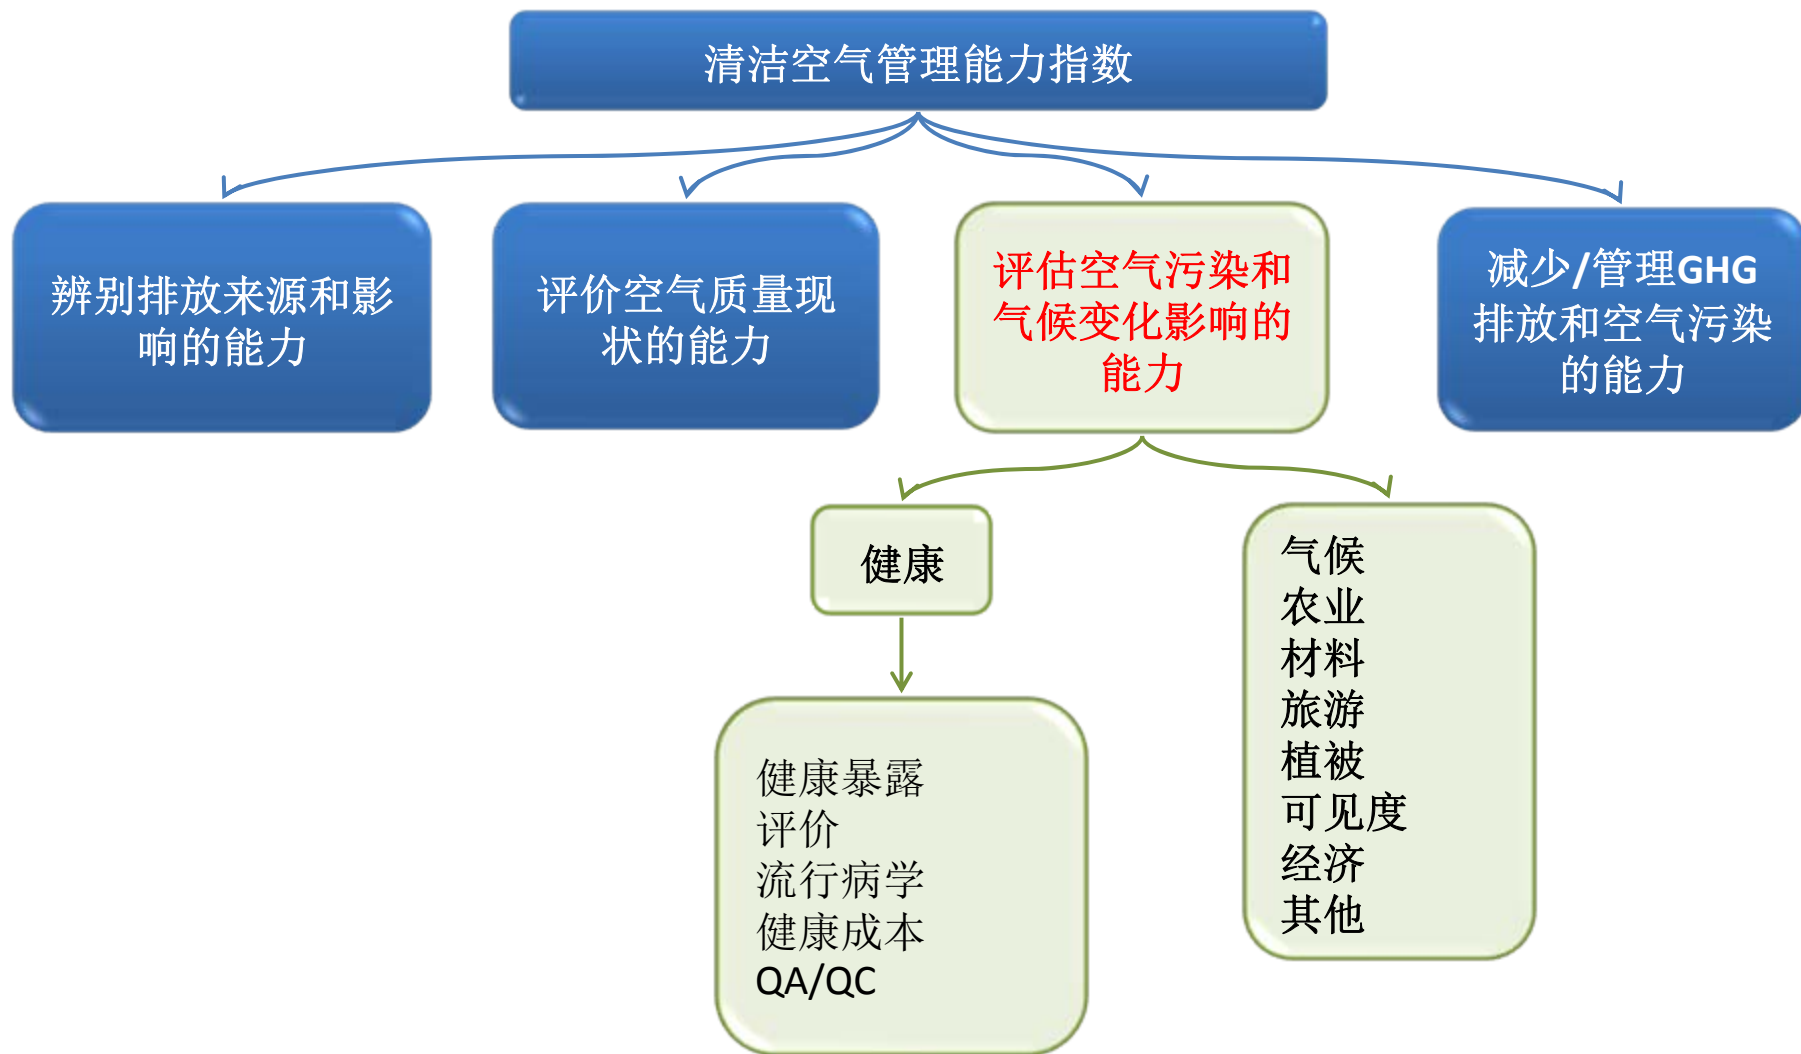 清洁空气管理能力指数
辨别排放来源和影
响的能力
评价空气质量现
状的能力
评估空气污染和
气候变化影响的
能力
减少/管理GHG
排放和空气污染
的能力
健康
健康暴露
评价
流行病学
健康成本
QA/QC
气候
农业
材料
旅游
植被
可见度
经济
其他